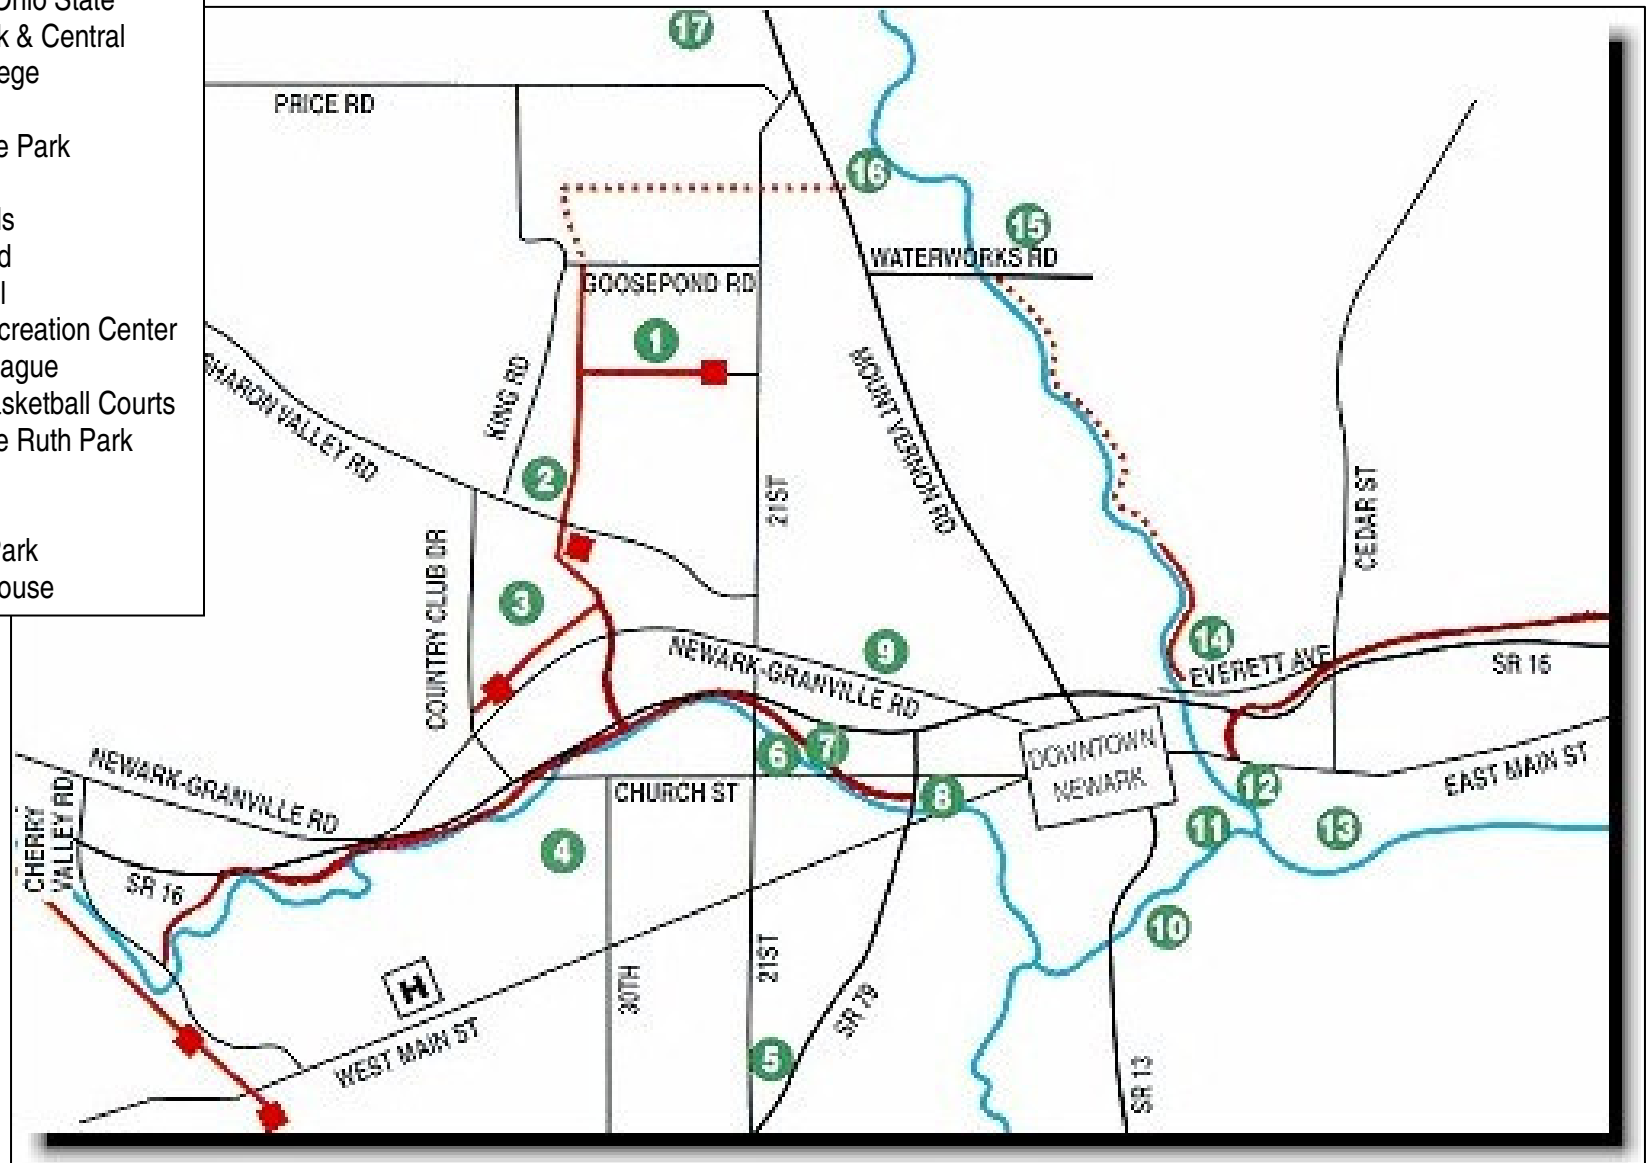 Ohio State
k & Central
ege
e Park
ls
d
l
creation Center
ague
asketball Courts
e Ruth Park
Park
ouse
17
PRICE RD
16
15
WATERWORKS RD
GOOSEPOND RD
1
SHARON VALLEY RD
KING RD
MOUNT VERNON RD
2
21ST
CEDAR ST
COUNTRY CLUB DR
3
9
14
NEWARK-GRANVILLE RD
EVERETT AVE
SR 16
6
7
DOWNTOWN
NEWARK
NEWARK-GRANVILLE RD
CHURCH ST
8
12
EAST MAIN ST
CHERRY
VALLEY RD
11
13
4
SR 16
10
H
30TH
21ST
SR 79
WEST MAIN ST
5
SR 13